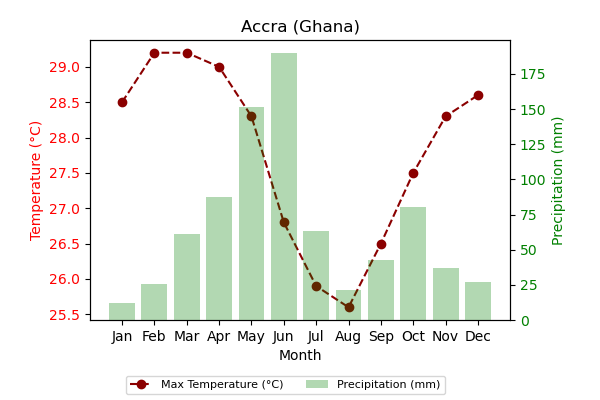 Accra (Ghana)
Temperature (°C)
29.0
28.5
28.0
27.5
27.0
26.5
26.0
25.5
175
150
125
100
75
50
25
0
Precipitation (mm)
Jan Feb Mar Apr May Jun Jul Aug Sep Oct Nov Dec
Month
Max Temperature (°C) Precipitation (mm)